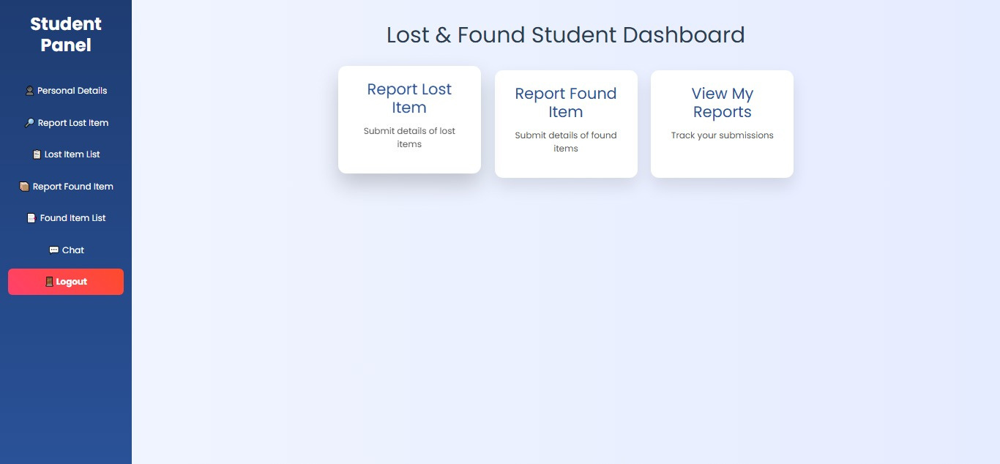 Student
Panel
Personal Details
Report Lost Item
Lost Item List
Report Found Item
Found Item List
Chat
Logout
Lost & Found Student Dashboard
Report Lost
Item
Submit details of lost
items
Report Found
Item
Submit details of found
items
View My
Reports
Track your submissions